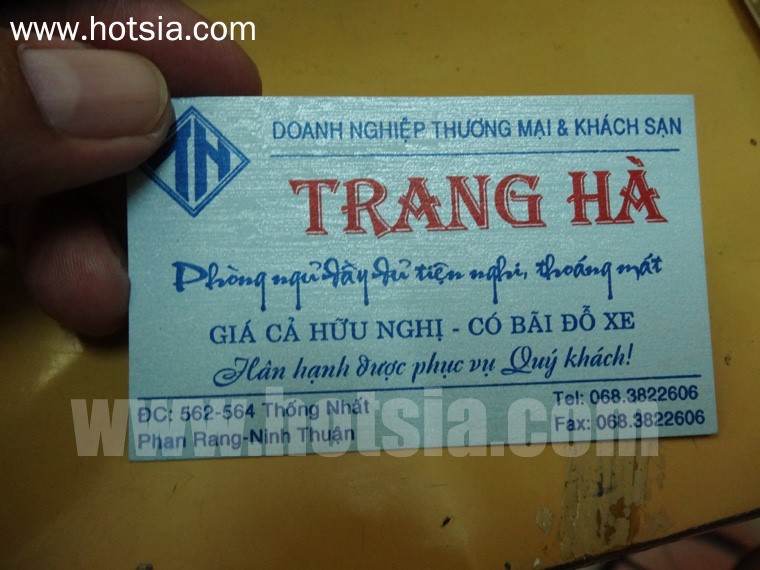 www.hotsia.com
DOANH NGHIỆP THƯƠNG MẠI & KHÁCH SẠN
TRANG HÀ
Phòng ngủ đầy đủ tiện nghi, thoáng mát
GIÁ CẢ HỮU NGHỊ - CÓ BÃI ĐỖ XE
Hân hạnh được phục vụ Quý khách!
ĐC: 562-564 Thống Nhất
Phan Rang-Ninh Thuận
Tel: 068.3822606
Fax: 068.3822606
www.hotsia.com